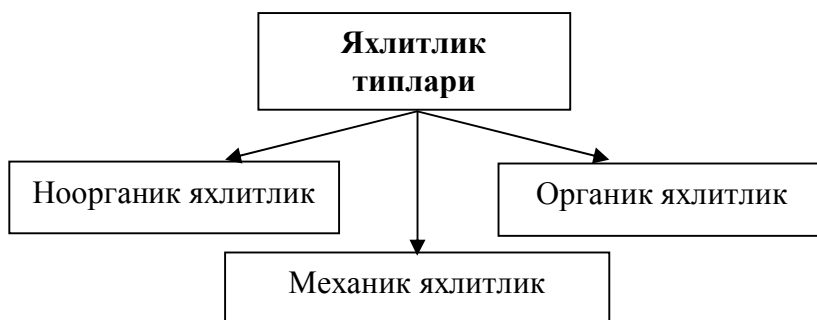 Яхлитлик
типлари
Ноорганик яхлитлик
Органик яхлитлик
Механик яхлитлик